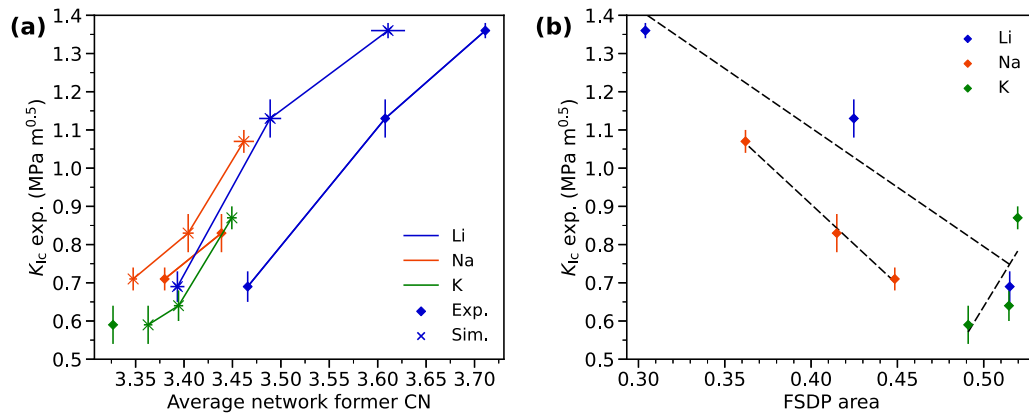 (a)
1.4
1.3
1.2
1.1
1.0
0.9
0.8
0.7
0.6
0.5
K_Ic exp. (MPa m^0.5)
Li
Na
K
Exp.
Sim.
3.35 3.40 3.45 3.50 3.55 3.60 3.65 3.70
Average network former CN
(b)
1.4
1.3
1.2
1.1
1.0
0.9
0.8
0.7
0.6
0.5
K_Ic exp. (MPa m^0.5)
Li
Na
K
0.30 0.35 0.40 0.45 0.50
FSDP area